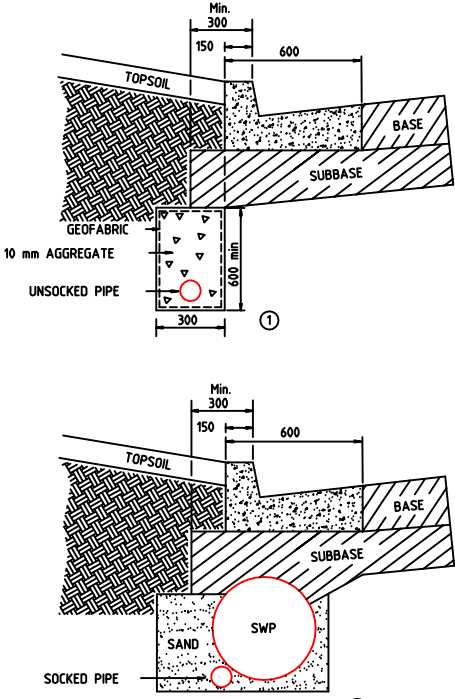 Min.
300
150
600
TOPSOIL
BASE
SUBBASE
GEOFABRIC
10 mm AGGREGATE
600 min
UNSOCKED PIPE
300
1
Min.
300
150
600
TOPSOIL
BASE
SUBBASE
SWP
SAND
SOCKED PIPE